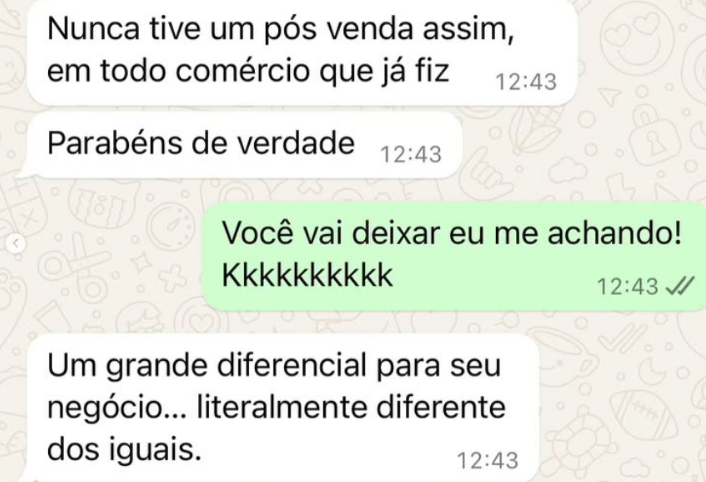 Nunca tive um pós venda assim,
em todo comércio que já fiz 12:43
Parabéns de verdade 12:43
Você vai deixar eu me achando!
Kkkkkkkkkk 12:43
Um grande diferencial para seu
negócio... literalmente diferente
dos iguais. 12:43